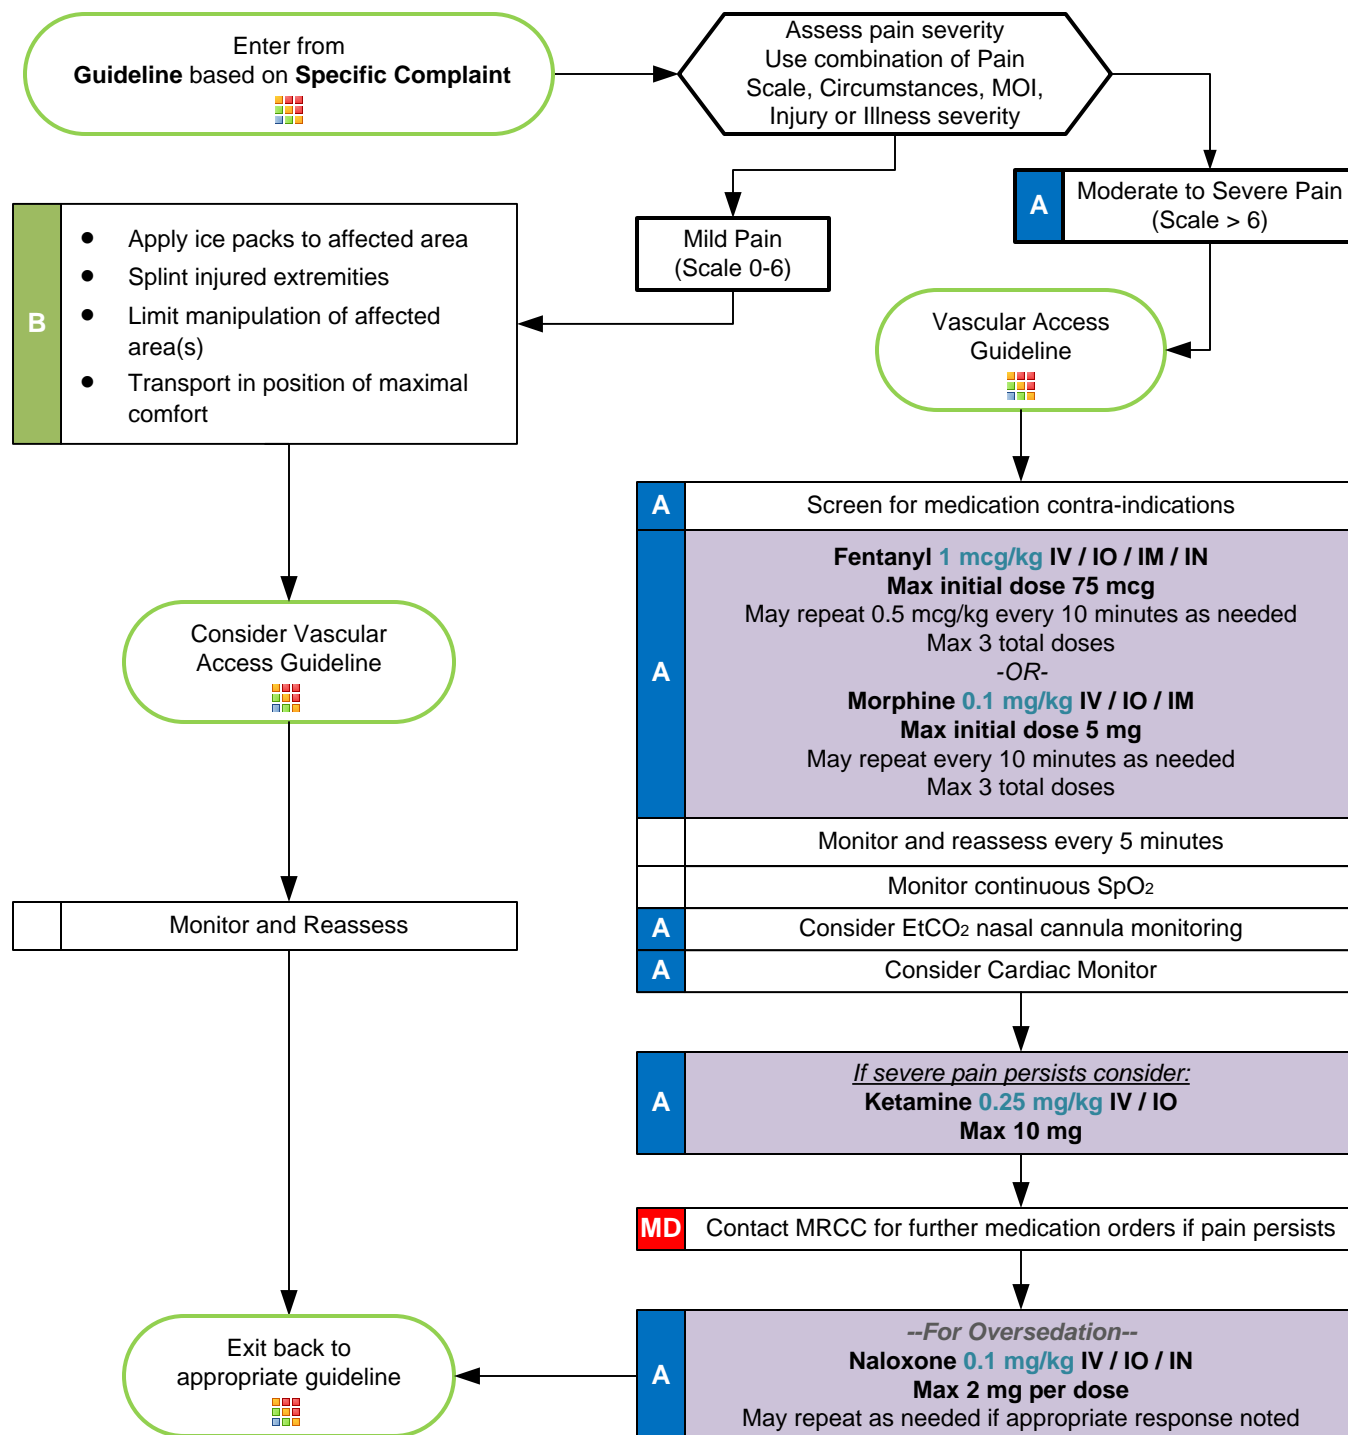 Enter from
Guideline based on Specific Complaint
Assess pain severity
Use combination of Pain
Scale, Circumstances, MOI,
Injury or Illness severity
Mild Pain
(Scale 0-6)
A
Moderate to Severe Pain
(Scale > 6)
B
● Apply ice packs to affected area
● Splint injured extremities
● Limit manipulation of affected
area(s)
● Transport in position of maximal
comfort
Consider Vascular
Access Guideline
Monitor and Reassess
Vascular Access
Guideline
A
Screen for medication contra-indications
A
Fentanyl 1 mcg/kg IV / IO / IM / IN
Max initial dose 75 mcg
May repeat 0.5 mcg/kg every 10 minutes as needed
Max 3 total doses
-OR-
Morphine 0.1 mg/kg IV / IO / IM
Max initial dose 5 mg
May repeat every 10 minutes as needed
Max 3 total doses
Monitor and reassess every 5 minutes
Monitor continuous SpO2
A
Consider EtCO2 nasal cannula monitoring
A
Consider Cardiac Monitor
A
If severe pain persists consider:
Ketamine 0.25 mg/kg IV / IO
Max 10 mg
MD
Contact MRCC for further medication orders if pain persists
A
--For Oversedation--
Naloxone 0.1 mg/kg IV / IO / IN
Max 2 mg per dose
May repeat as needed if appropriate response noted
Exit back to
appropriate guideline